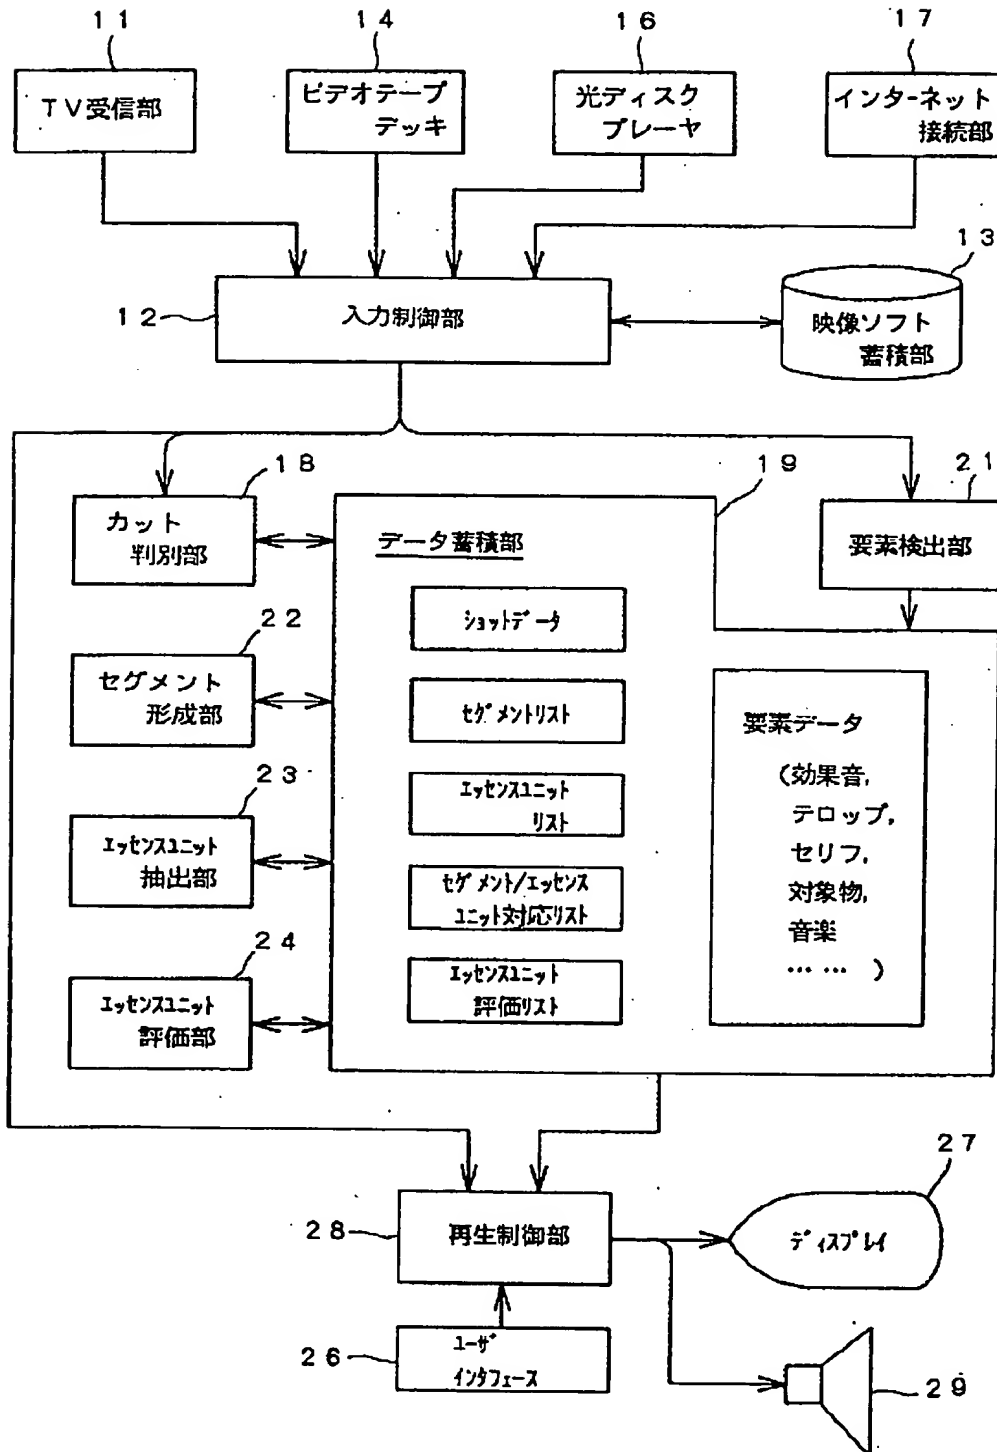 11
14
16
17
TV受信部
ビデオテープ
デッキ
光ディスク
プレーヤ
インターネット
接続部
13
12
入力制御部
映像ソフト
蓄積部
18
19
21
カット
判別部
データ蓄積部
要素検出部
ショットデータ
22
セグメント
形成部
セグメントリスト
要素データ
(効果音,
テロップ,
セリフ,
対象物,
音楽
…… )
23
エッセンスユニット
抽出部
エッセンスユニット
リスト
セグメント/エッセンス
ユニット対応リスト
24
エッセンスユニット
評価部
エッセンスユニット
評価リスト
27
28
再生制御部
ディスプレイ
26
ユーザ
インタフェース
29